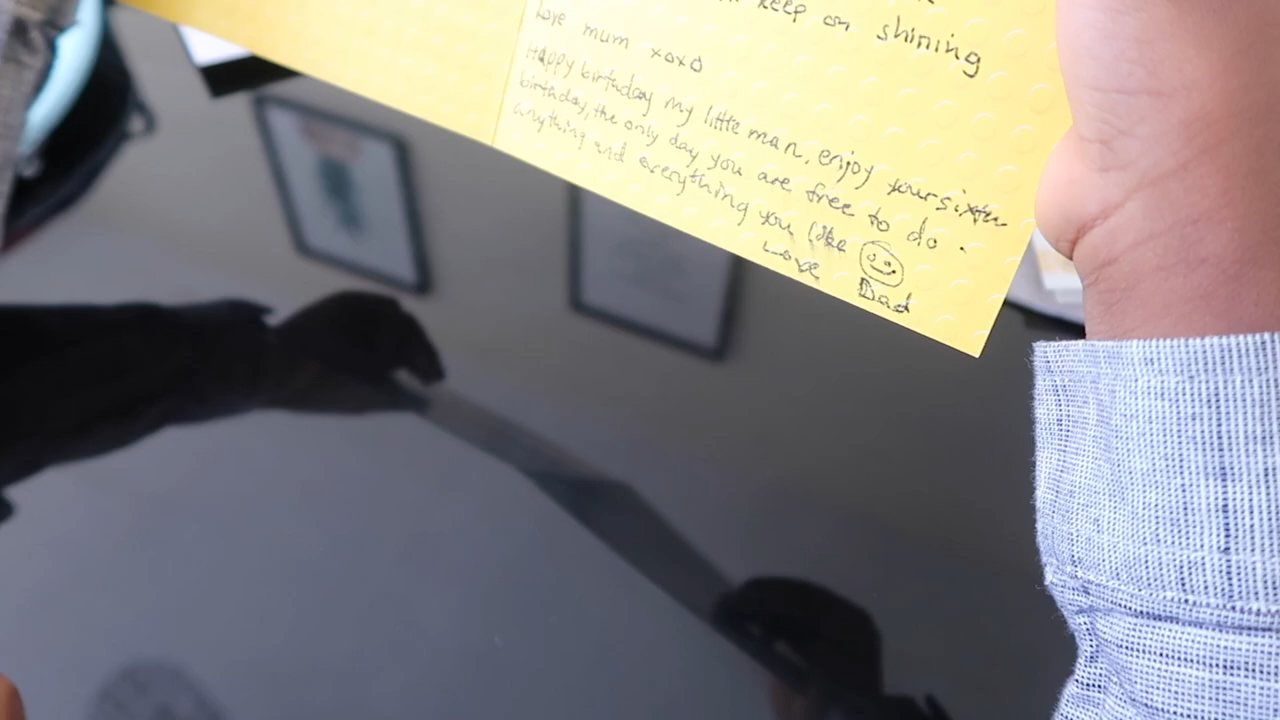 keep on shining
Love mum xoxo
Happy birthday my little man, enjoy your sixth
birthday, the only day you are free to do
anything and everything you like
Love Dad